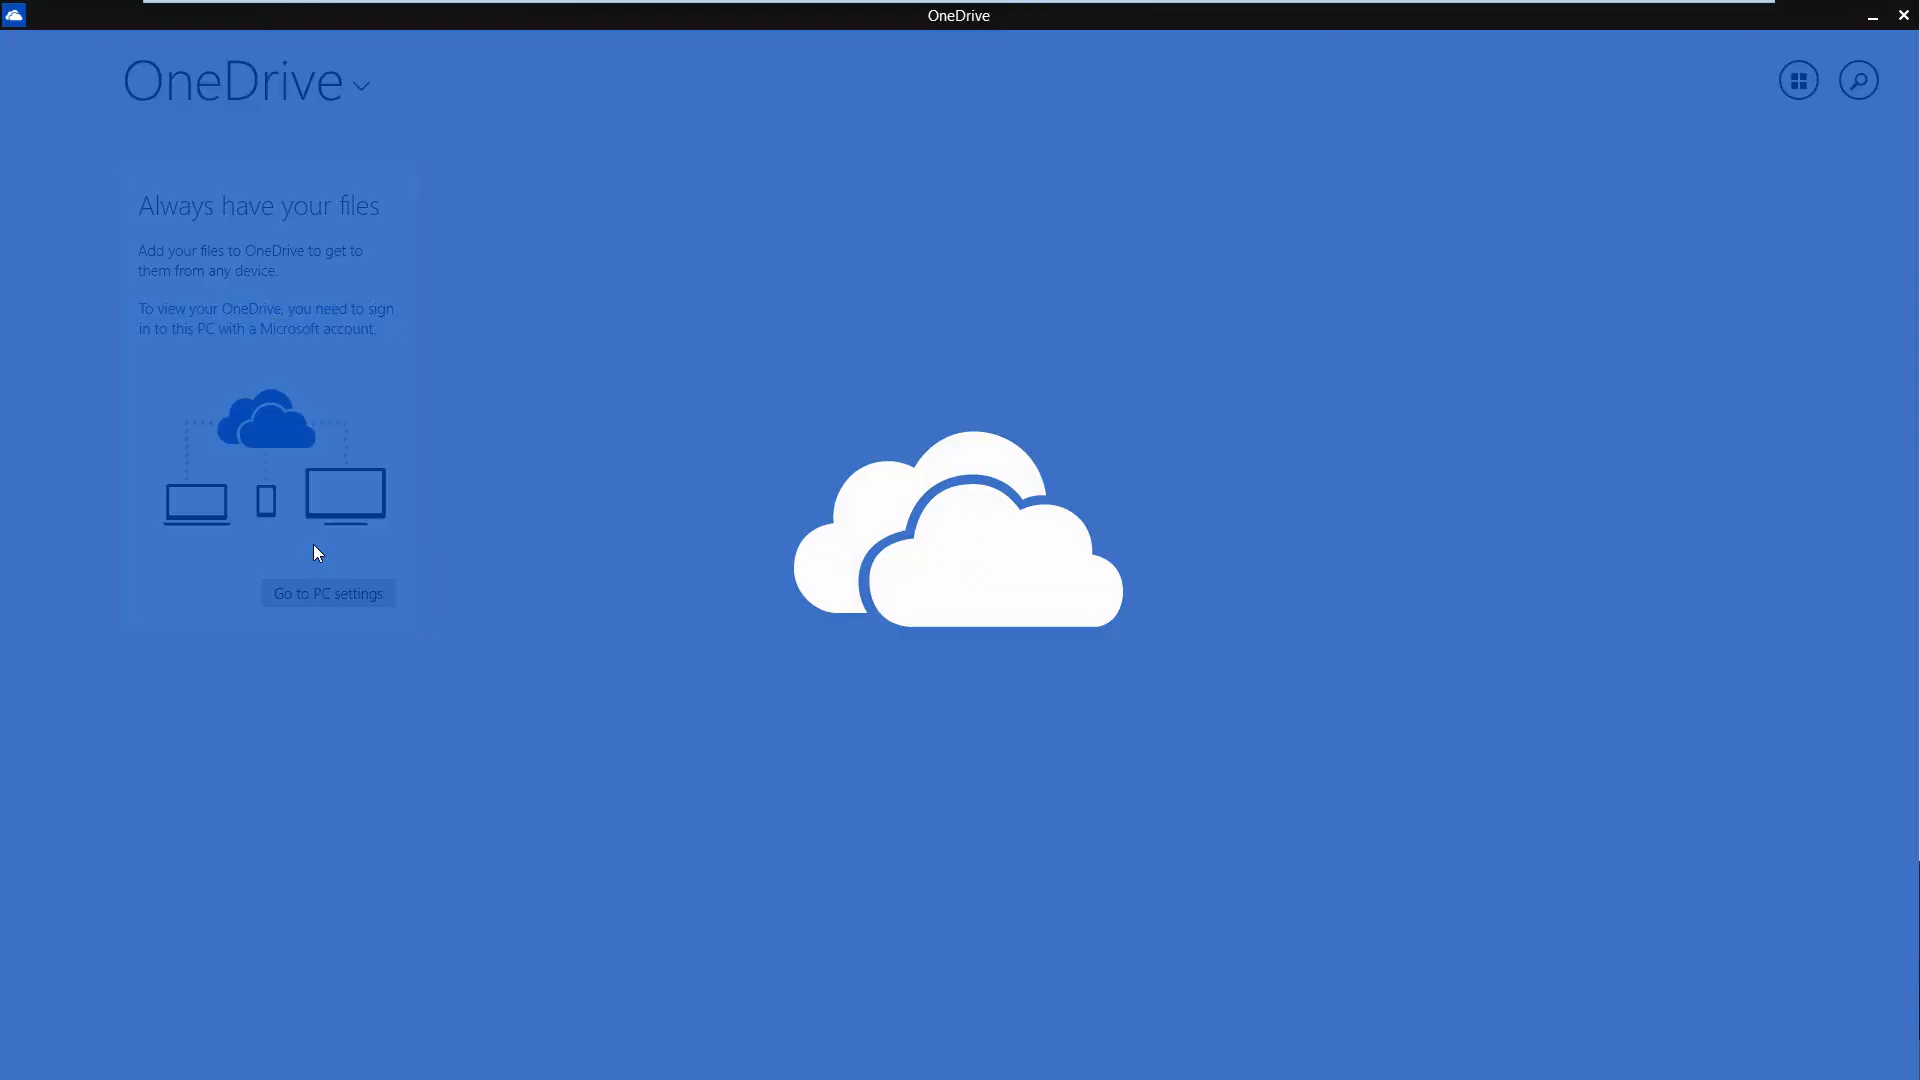 OneDrive
OneDrive
Always have your files
Add your files to OneDrive to get to
them from any device.
To view your OneDrive, you need to sign
in to this PC with a Microsoft account.
Go to PC settings